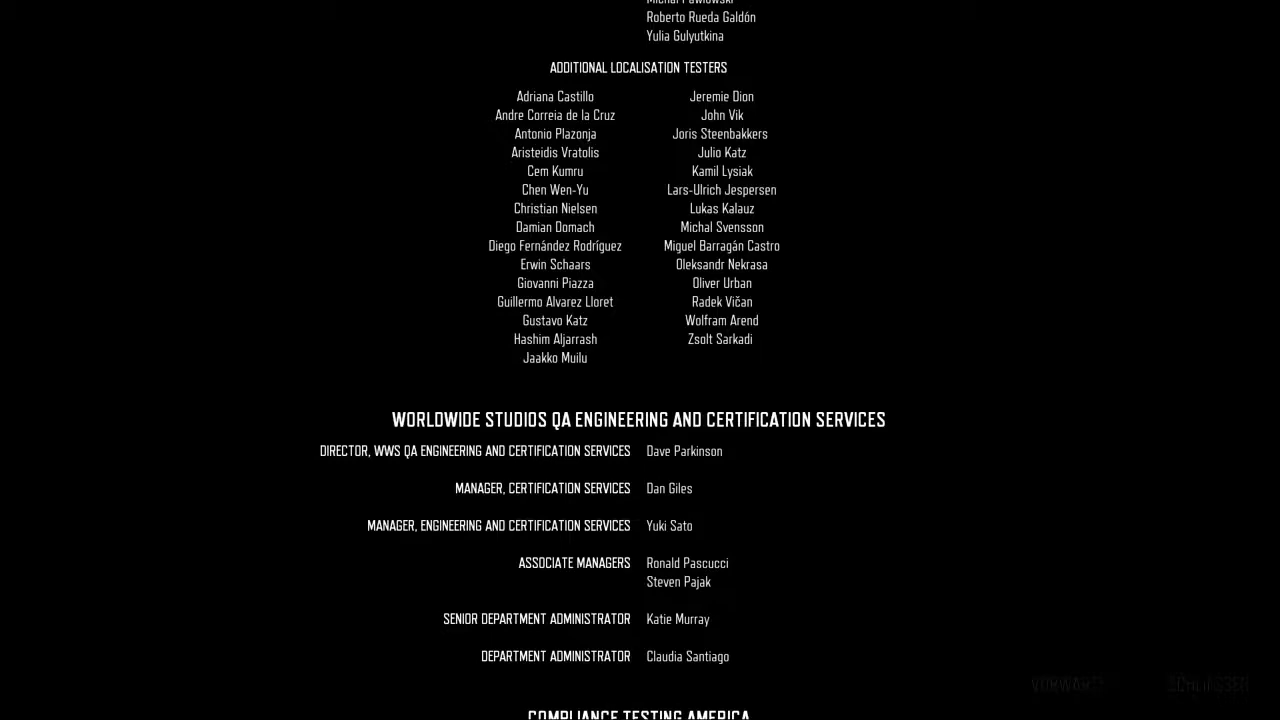 Michal Pawlowski
Roberto Rueda Galdón
Yulia Gulyutkina
ADDITIONAL LOCALISATION TESTERS
Adriana Castillo
Andre Correia de la Cruz
Antonio Plazonja
Aristeidis Vratolis
Cem Kumru
Chen Wen-Yu
Christian Nielsen
Damian Domach
Diego Fernández Rodríguez
Erwin Schaars
Giovanni Piazza
Guillermo Alvarez Lloret
Gustavo Katz
Hashim Aljarrash
Jaakko Muilu
Jeremie Dion
John Vik
Joris Steenbakkers
Julio Katz
Kamil Lysiak
Lars-Ulrich Jespersen
Lukas Kalauz
Michal Svensson
Miguel Barragán Castro
Oleksandr Nekrasa
Oliver Urban
Radek Vičan
Wolfram Arend
Zsolt Sarkadi
WORLDWIDE STUDIOS QA ENGINEERING AND CERTIFICATION SERVICES
DIRECTOR, WWS QA ENGINEERING AND CERTIFICATION SERVICES Dave Parkinson
MANAGER, CERTIFICATION SERVICES Dan Giles
MANAGER, ENGINEERING AND CERTIFICATION SERVICES Yuki Sato
ASSOCIATE MANAGERS Ronald Pascucci
Steven Pajak
SENIOR DEPARTMENT ADMINISTRATOR Katie Murray
DEPARTMENT ADMINISTRATOR Claudia Santiago
COMPLIANCE TESTING AMERICA